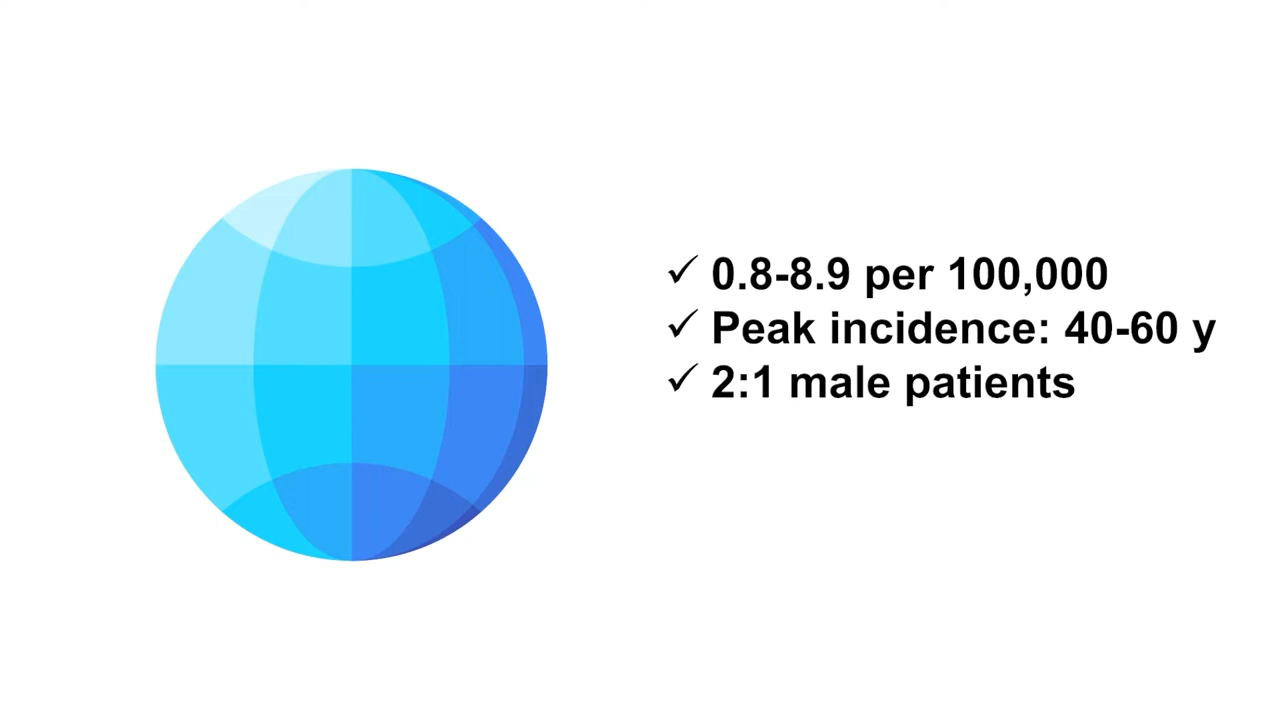 ✓ 0.8-8.9 per 100,000
✓ Peak incidence: 40-60 y
✓ 2:1 male patients